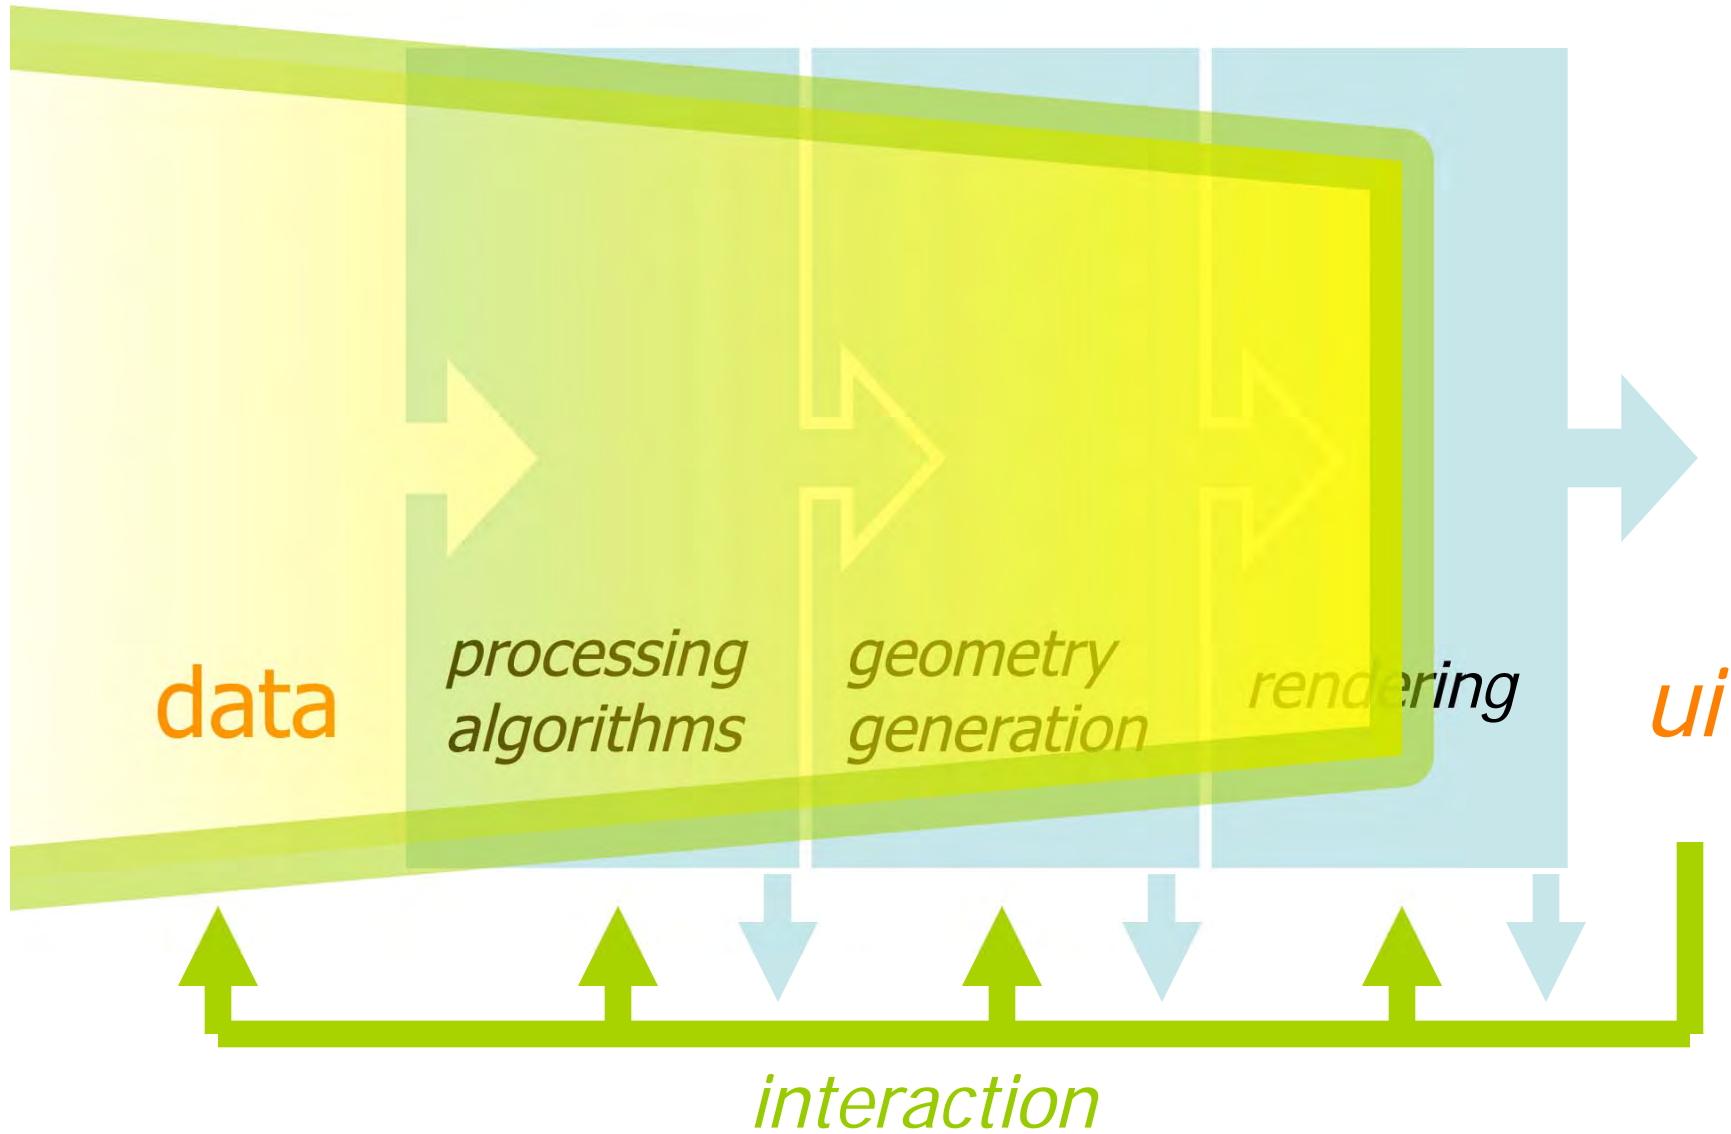 data
processing
algorithms
geometry
generation
rendering
ui
interaction